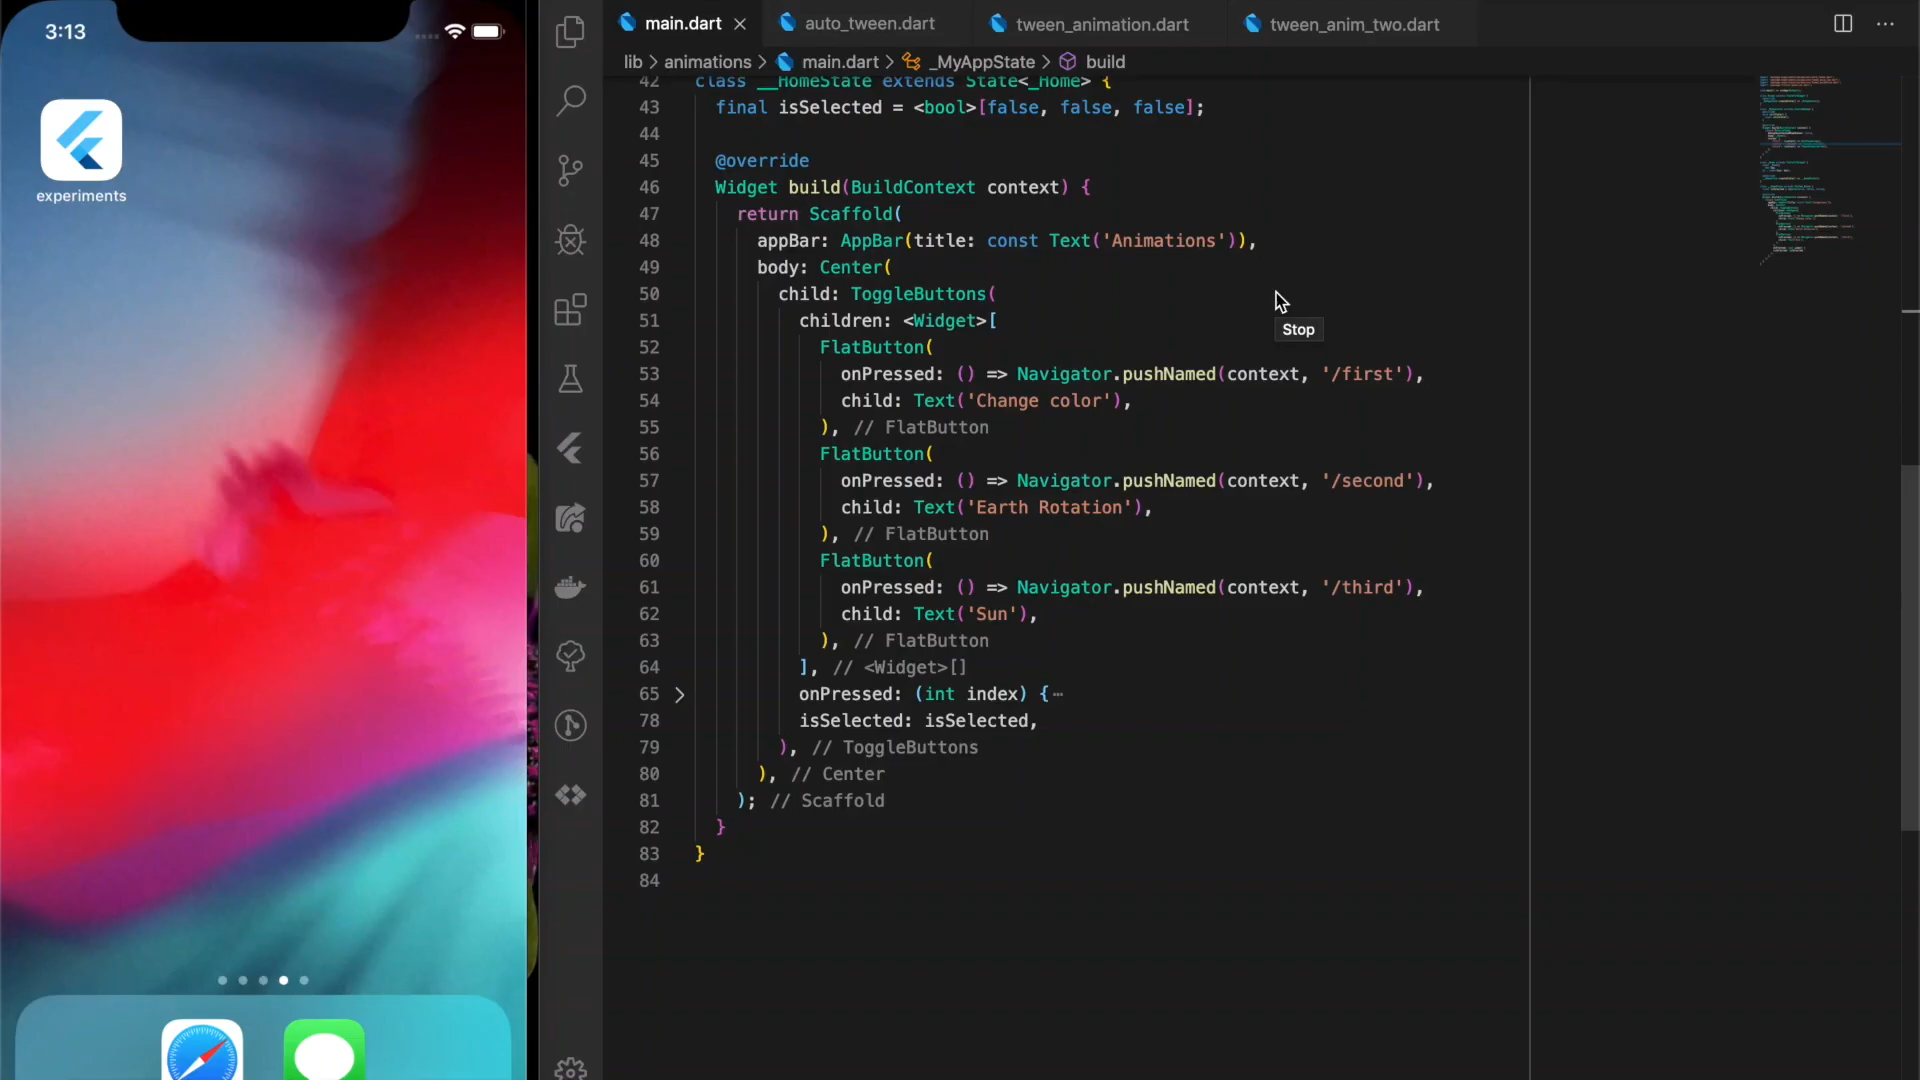 3:13
experiments
main.dart
auto_tween.dart
tween_animation.dart
tween_anim_two.dart
lib > animations > main.dart > _MyAppState > build
42 class __HomeState extends State<_Home> {
43 final isSelected = <bool>[false, false, false];
44
45 @override
46 Widget build(BuildContext context) {
47 return Scaffold(
48 appBar: AppBar(title: const Text('Animations')),
49 body: Center(
50 child: ToggleButtons(
51 children: <Widget>[
Stop
52 FlatButton(
53 onPressed: () => Navigator.pushNamed(context, '/first'),
54 child: Text('Change color'),
55 ), // FlatButton
56 FlatButton(
57 onPressed: () => Navigator.pushNamed(context, '/second'),
58 child: Text('Earth Rotation'),
59 ), // FlatButton
60 FlatButton(
61 onPressed: () => Navigator.pushNamed(context, '/third'),
62 child: Text('Sun'),
63 ), // FlatButton
64 ], // <Widget>[]
65 onPressed: (int index) {…
78 isSelected: isSelected,
79 ), // ToggleButtons
80 ), // Center
81 ); // Scaffold
82 }
83 }
84